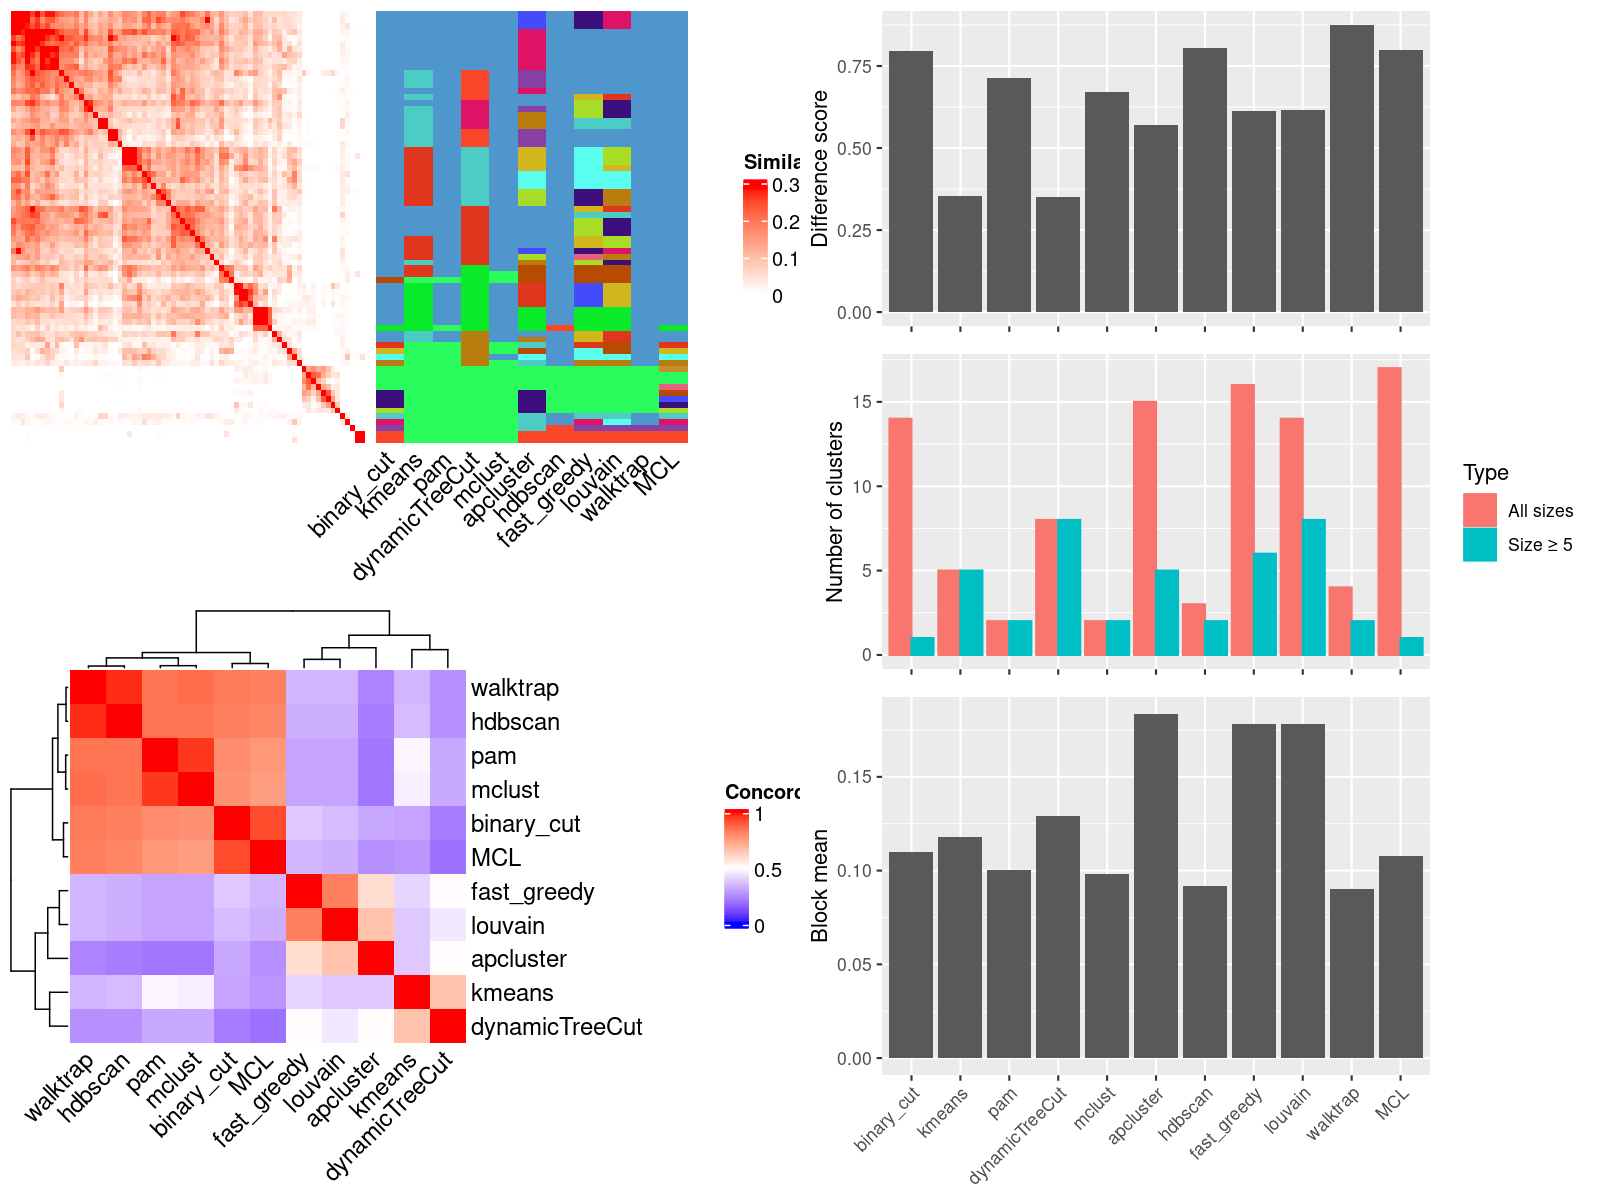 Simila
0.3
0.2
0.1
0
binary_cut
kmeans
pam
dynamicTreeCut
mclust
apcluster
hdbscan
fast_greedy
louvain
walktrap
MCL
walktrap
hdbscan
pam
mclust
binary_cut
MCL
fast_greedy
louvain
apcluster
kmeans
dynamicTreeCut
Concord
1
0.5
0
walktrap
hdbscan
pam
mclust
binary_cut
MCL
fast_greedy
louvain
apcluster
kmeans
dynamicTreeCut
Difference score
0.75
0.50
0.25
0.00
Number of clusters
15
10
5
0
Type
All sizes
Size ≥ 5
Block mean
0.15
0.10
0.05
0.00
binary_cut
kmeans
pam
dynamicTreeCut
mclust
apcluster
hdbscan
fast_greedy
louvain
walktrap
MCL